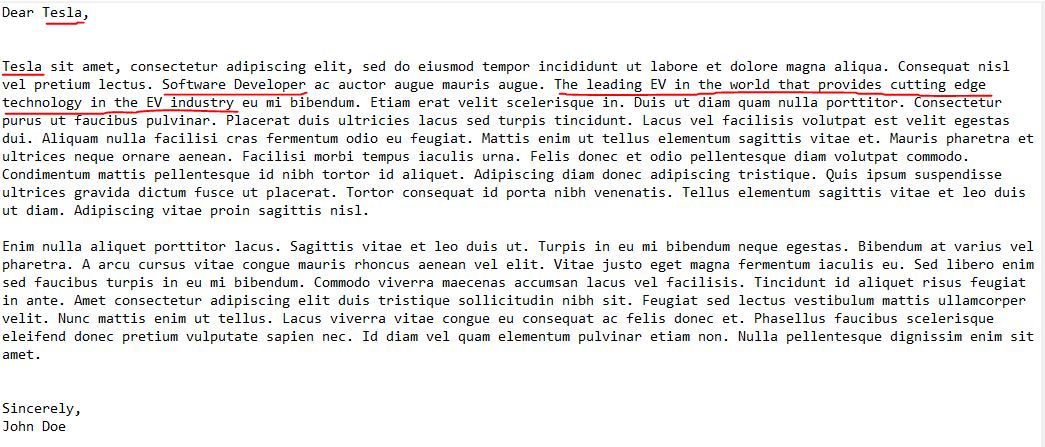 Dear Tesla,
Tesla sit amet, consectetur adipiscing elit, sed do eiusmod tempor incididunt ut labore et dolore magna aliqua. Consequat nisl
vel pretium lectus. Software Developer ac auctor augue mauris augue. The leading EV in the world that provides cutting edge
technology in the EV industry eu mi bibendum. Etiam erat velit scelerisque in. Duis ut diam quam nulla porttitor. Consectetur
purus ut faucibus pulvinar. Placerat duis ultricies lacus sed turpis tincidunt. Lacus vel facilisis volutpat est velit egestas
dui. Aliquam nulla facilisi cras fermentum odio eu feugiat. Mattis enim ut tellus elementum sagittis vitae et. Mauris pharetra et
ultrices neque ornare aenean. Facilisi morbi tempus iaculis urna. Felis donec et odio pellentesque diam volutpat commodo.
Condimentum mattis pellentesque id nibh tortor id aliquet. Adipiscing diam donec adipiscing tristique. Quis ipsum suspendisse
ultrices gravida dictum fusce ut placerat. Tortor consequat id porta nibh venenatis. Tellus elementum sagittis vitae et leo duis
ut diam. Adipiscing vitae proin sagittis nisl.
Enim nulla aliquet porttitor lacus. Sagittis vitae et leo duis ut. Turpis in eu mi bibendum neque egestas. Bibendum at varius vel
pharetra. A arcu cursus vitae congue mauris rhoncus aenean vel elit. Vitae justo eget magna fermentum iaculis eu. Sed libero enim
sed faucibus turpis in eu mi bibendum. Commodo viverra maecenas accumsan lacus vel facilisis. Tincidunt id aliquet risus feugiat
in ante. Amet consectetur adipiscing elit duis tristique sollicitudin nibh sit. Feugiat sed lectus vestibulum mattis ullamcorper
velit. Nunc mattis enim ut tellus. Lacus viverra vitae congue eu consequat ac felis donec et. Phasellus faucibus scelerisque
eleifend donec pretium vulputate sapien nec. Id diam vel quam elementum pulvinar etiam non. Nulla pellentesque dignissim enim sit
amet.
Sincerely,
John Doe